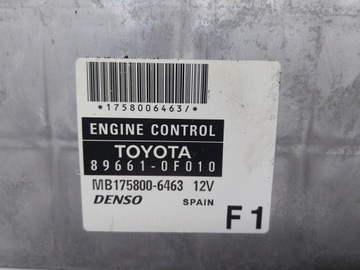 *1758006463/*
ENGINE CONTROL
TOYOTA
89661-0F010
MB175800-6463 12V
DENSO SPAIN F1